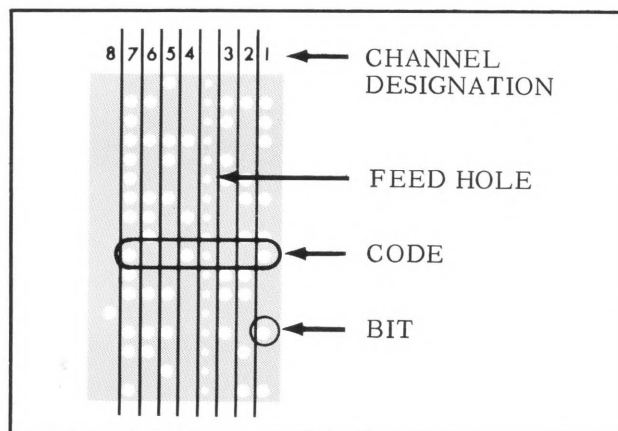 8 7 6 5 4 3 2 1
CHANNEL
DESIGNATION
FEED HOLE
CODE
BIT